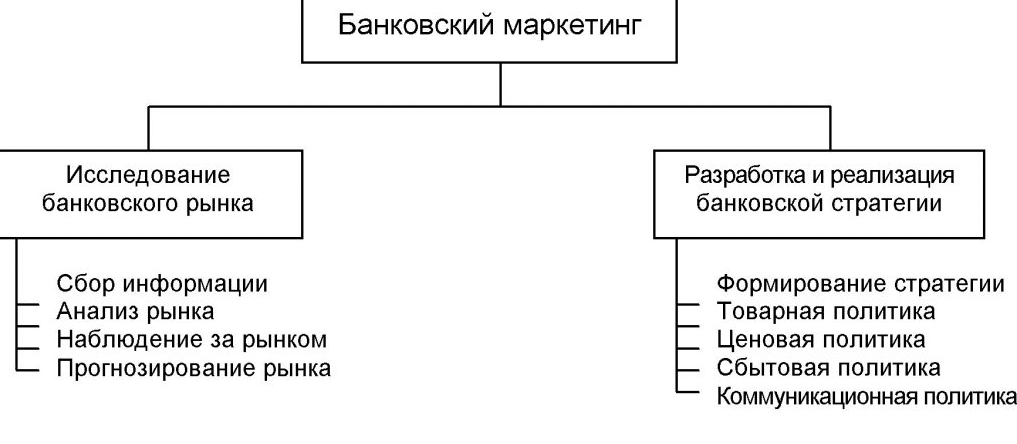 Банковский маркетинг
Исследование
банковского рынка
Сбор информации
Анализ рынка
Наблюдение за рынком
Прогнозирование рынка
Разработка и реализация
банковской стратегии
Формирование стратегии
Товарная политика
Ценовая политика
Сбытовая политика
Коммуникационная политика